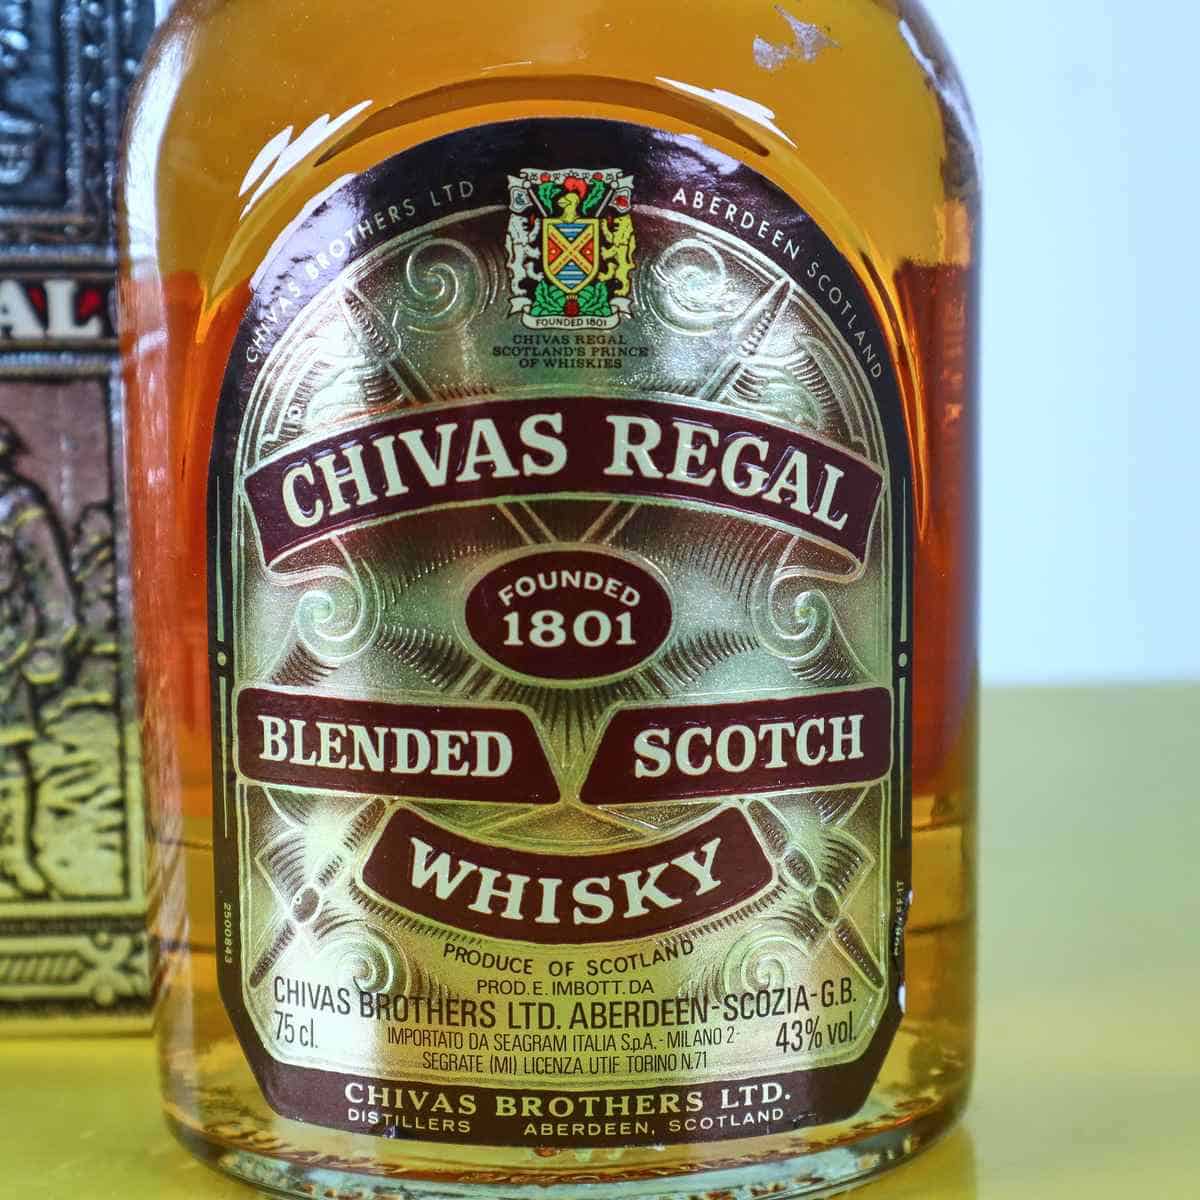 CHIVAS BROTHERS LTD
ABERDEEN SCOTLAND
FOUNDED 1801
CHIVAS REGAL
SCOTLAND'S PRINCE
OF WHISKIES
AL
CHIVAS REGAL
FOUNDED
1801
BLENDED SCOTCH
WHISKY
2500843
PRODUCE OF SCOTLAND
PROD. E. IMBOTT. DA
CHIVAS BROTHERS LTD. ABERDEEN-SCOZIA-G.B.
75 cl. IMPORTATO DA SEAGRAM ITALIA S.p.A. - MILANO 2- 43% vol.
SEGRATE (MI) LICENZA UTIF TORINO N.71
CHIVAS BROTHERS LTD.
DISTILLERS ABERDEEN, SCOTLAND